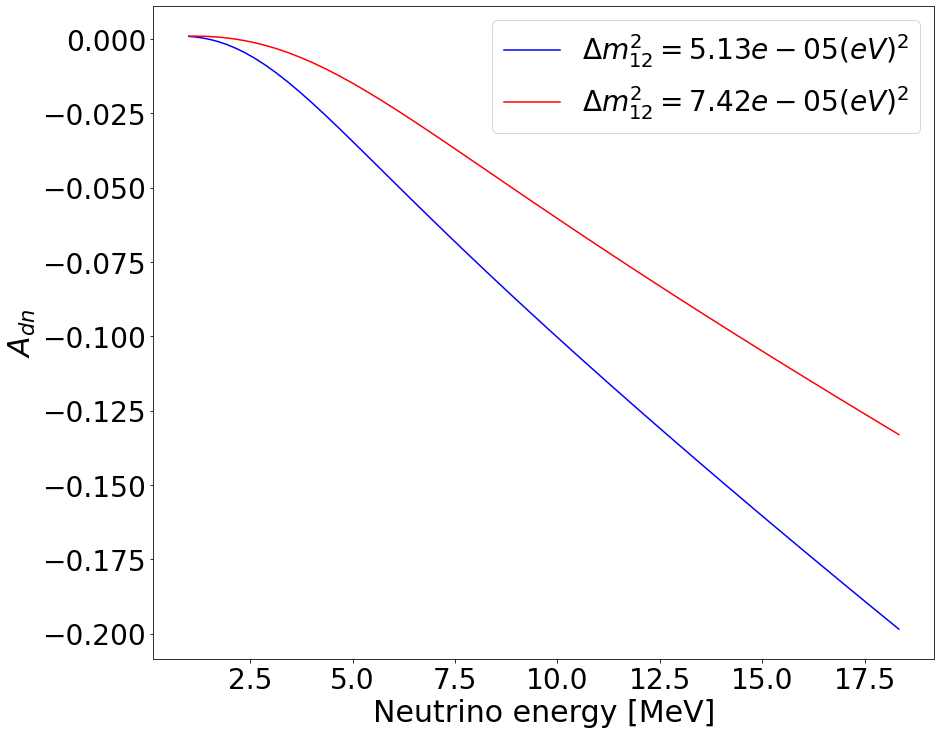 0.000
−0.025
−0.050
−0.075
−0.100
−0.125
−0.150
−0.175
−0.200
A_{dn}
Δm²₁₂ = 5.13e − 05(eV)²
Δm²₁₂ = 7.42e − 05(eV)²
2.5 5.0 7.5 10.0 12.5 15.0 17.5
Neutrino energy [MeV]